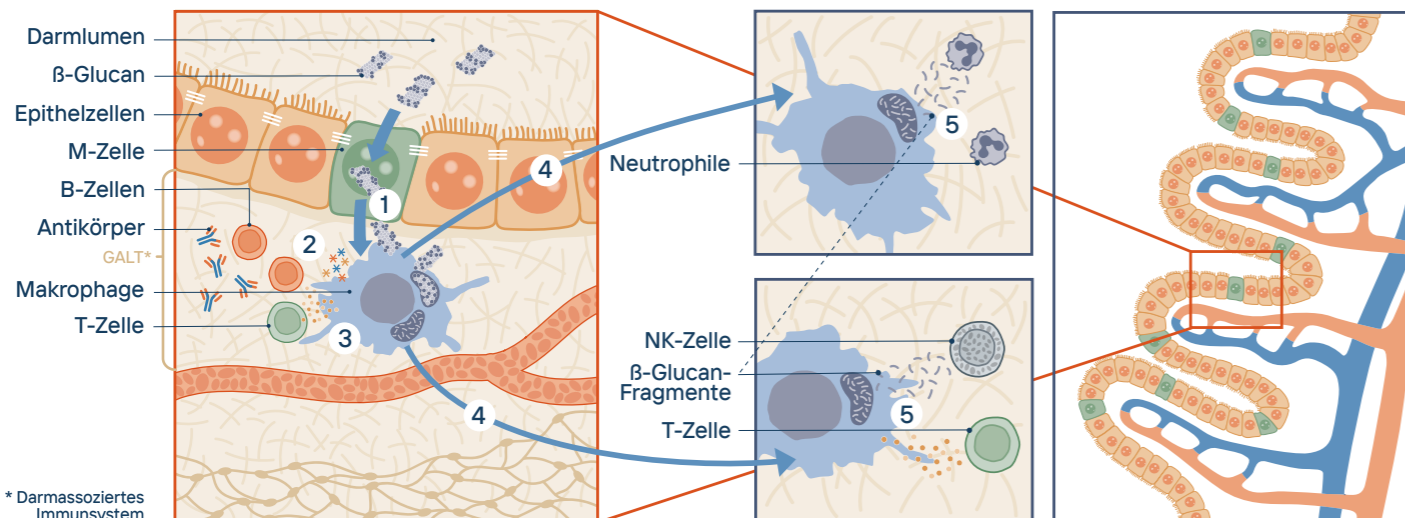 Darmlumen
ß-Glucan
Epithelzellen
M-Zelle
B-Zellen
Antikörper
GALT*
Makrophage
T-Zelle
* Darmassoziertes
Immunsystem
1
2
3
4
4
Neutrophile
5
NK-Zelle
ß-Glucan-
Fragmente
5
T-Zelle